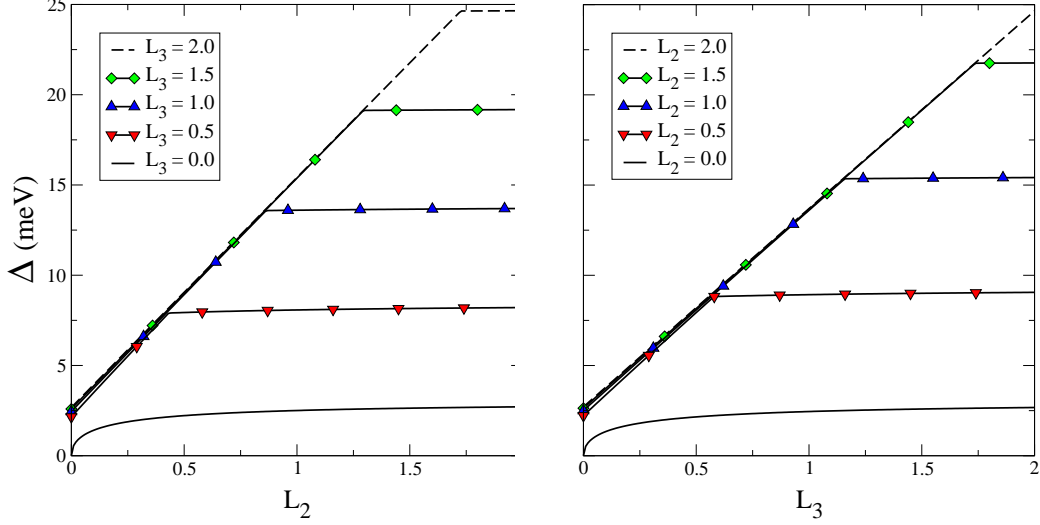 25
20
15
10
5
0
Δ (meV)
L3 = 2.0
L3 = 1.5
L3 = 1.0
L3 = 0.5
L3 = 0.0
0 0.5 1 1.5
L2
L2 = 2.0
L2 = 1.5
L2 = 1.0
L2 = 0.5
L2 = 0.0
0 0.5 1 1.5 2
L3